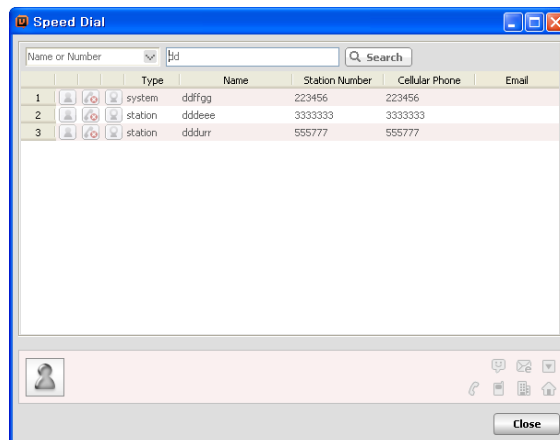 Speed Dial
Name or Number dd Search
Type Name Station Number Cellular Phone Email
1 system ddffgg 223456 223456
2 station dddeee 3333333 3333333
3 station dddurr 555777 555777
Close